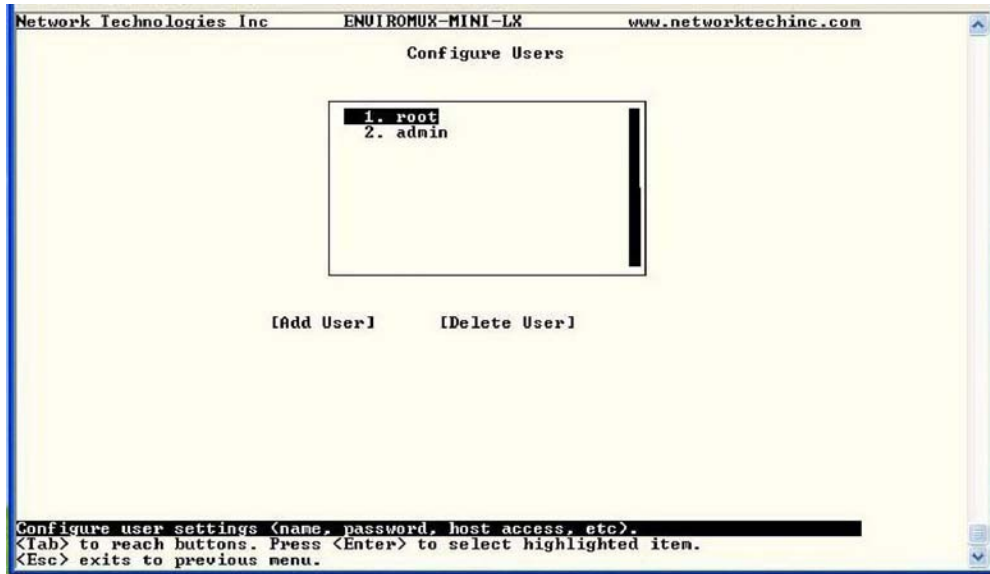 Network Technologies Inc ENVIROMUX-MINI-LX www.networktechinc.com
Configure Users
1. root
2. admin
[Add User] [Delete User]
Configure user settings (name, password, host access, etc).
<Tab> to reach buttons. Press <Enter> to select highlighted item.
<Esc> exits to previous menu.